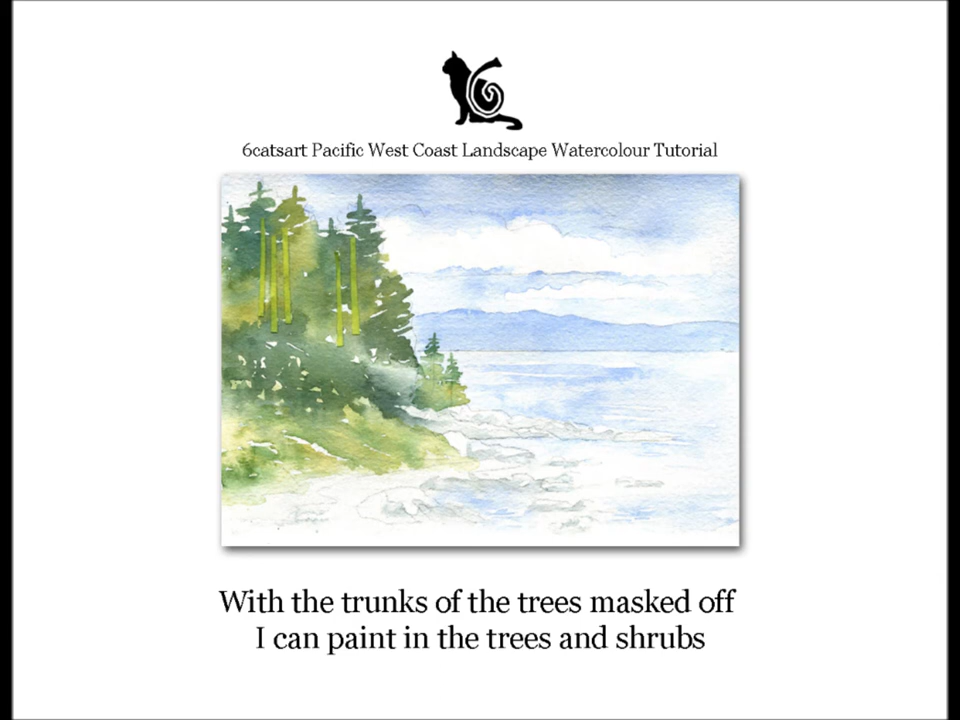 6catsart Pacific West Coast Landscape Watercolour Tutorial
With the trunks of the trees masked off
I can paint in the trees and shrubs